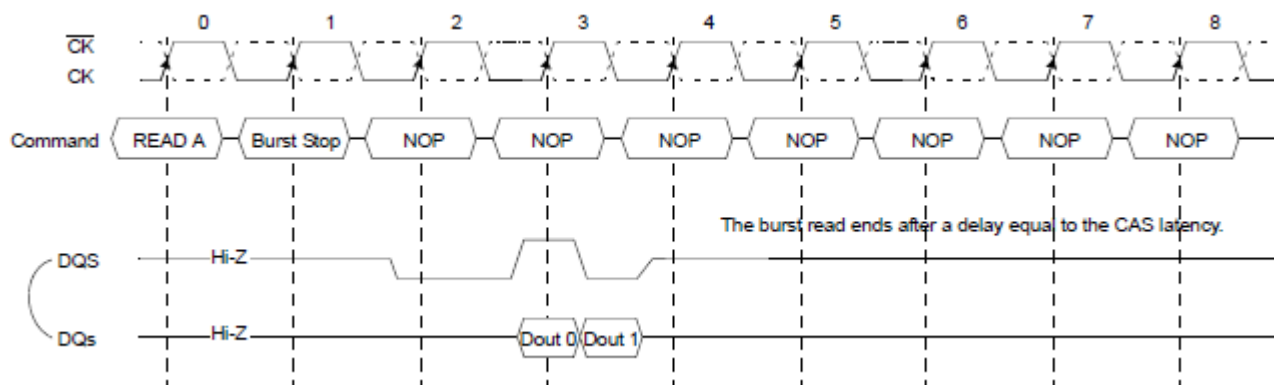 0 1 2 3 4 5 6 7 8
CK
CK
Command READ A Burst Stop NOP NOP NOP NOP NOP NOP NOP
The burst read ends after a delay equal to the CAS latency.
DQS Hi-Z
DQs Hi-Z Dout 0 Dout 1